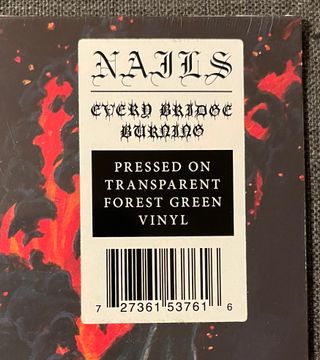 NAILS
EVERY BRIDGE
BURNING
PRESSED ON
TRANSPARENT
FOREST GREEN
VINYL
7 27361 53761 6